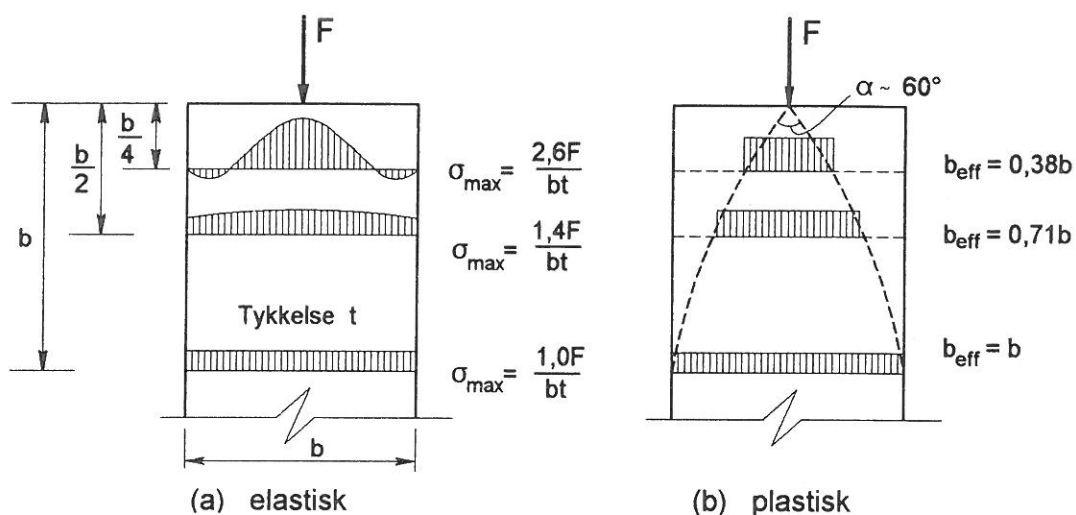 F
b/4
b/2
b
σmax= 2,6F/bt
σmax= 1,4F/bt
Tykkelse t
σmax= 1,0F/bt
b
(a) elastisk
F
α ~ 60°
beff = 0,38b
beff = 0,71b
beff = b
(b) plastisk